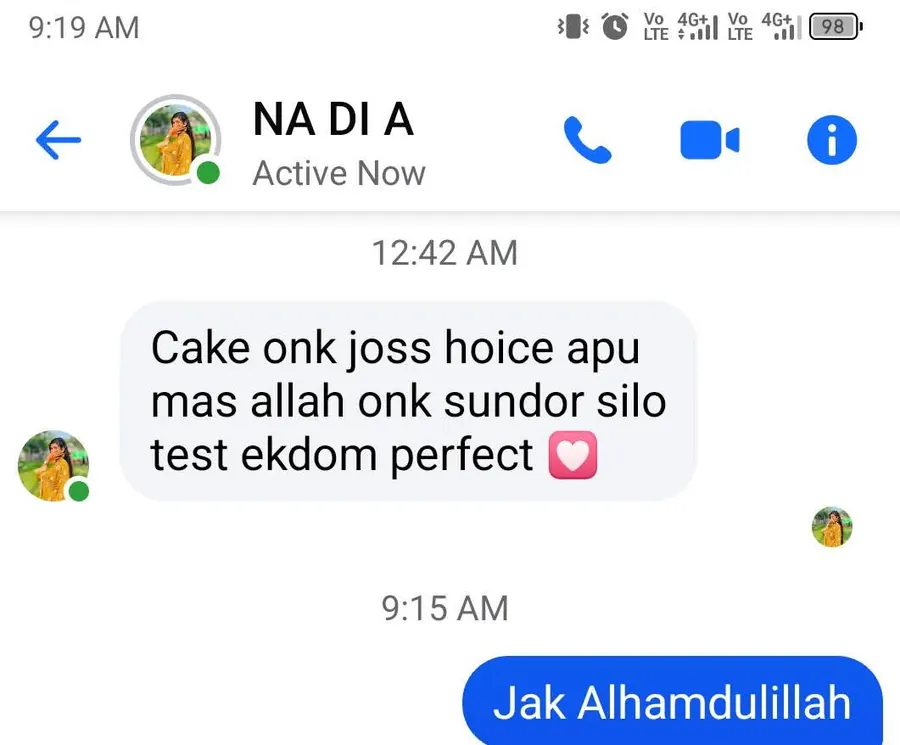 9:19 AM
Vo LTE 4G+ Vo LTE 4G+ 98
NA DI A
Active Now
12:42 AM
Cake onk joss hoice apu
mas allah onk sundor silo
test ekdom perfect 💟
9:15 AM
Jak Alhamdulillah